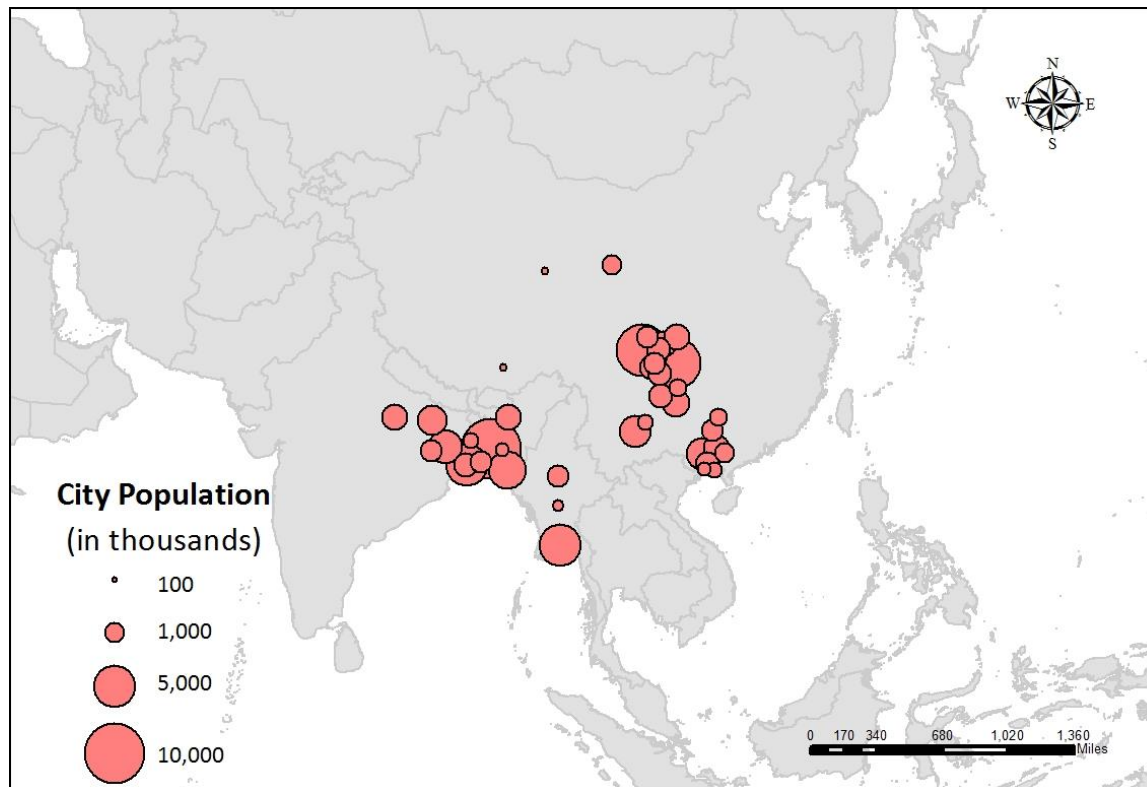 N
W E
S
City Population
(in thousands)
100
1,000
5,000
10,000
0 170 340 680 1,020 1,360
Miles